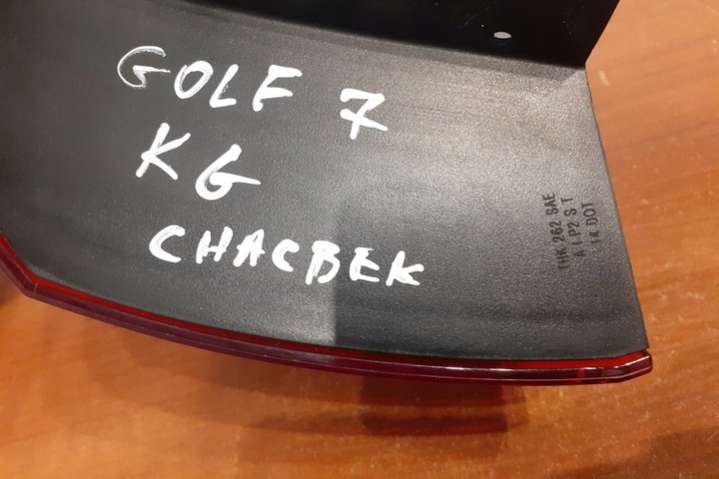 GOLF 7
KG
CHACBEK
THK 262 SAE
A I P2 S T
14 DOT